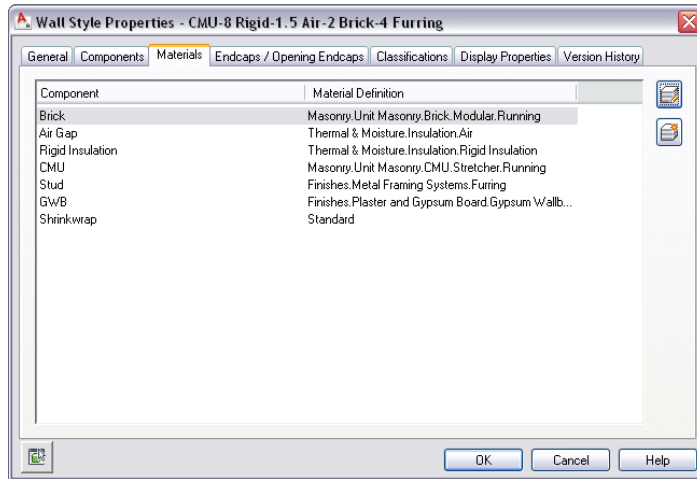 Wall Style Properties - CMU-8 Rigid-1.5 Air-2 Brick-4 Furring
General Components Materials Endcaps / Opening Endcaps Classifications Display Properties Version History
Component Material Definition
Brick Masonry.Unit Masonry.Brick.Modular.Running
Air Gap Thermal & Moisture.Insulation.Air
Rigid Insulation Thermal & Moisture.Insulation.Rigid Insulation
CMU Masonry.Unit Masonry.CMU.Stretcher.Running
Stud Finishes.Metal Framing Systems.Furring
GWB Finishes.Plaster and Gypsum Board.Gypsum Wallb...
Shrinkwrap Standard
OK Cancel Help